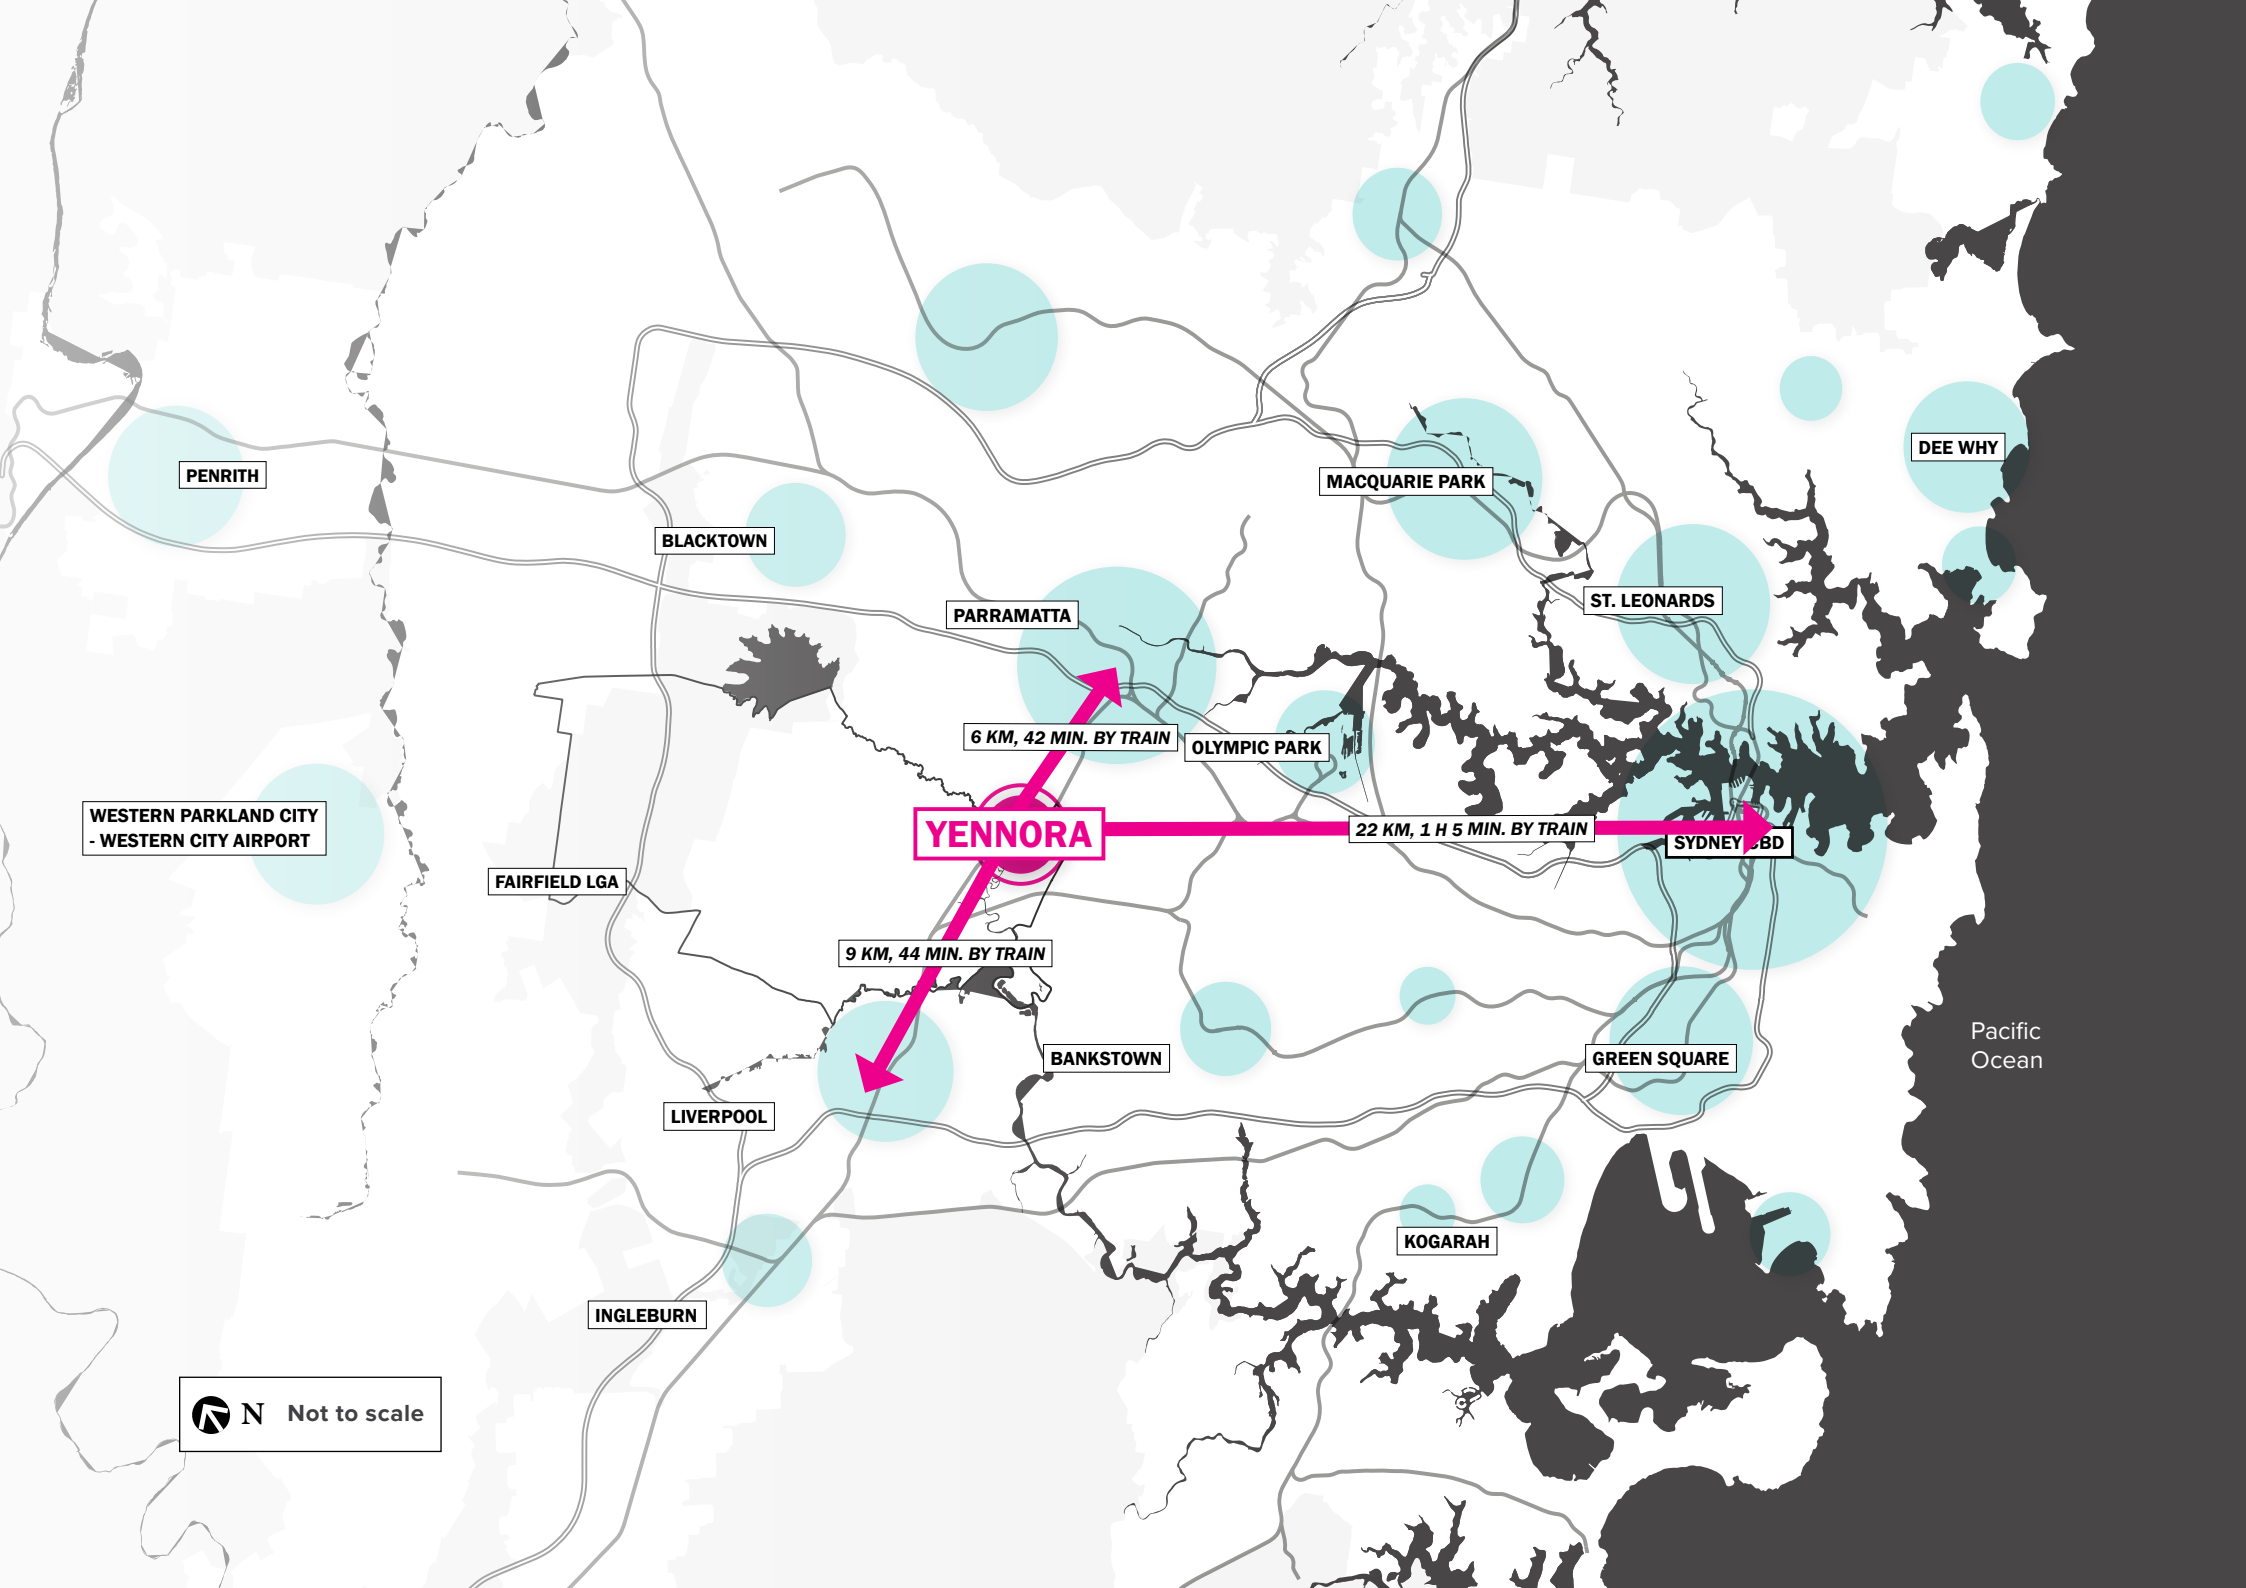 DEE WHY
PENRITH
MACQUARIE PARK
BLACKTOWN
ST. LEONARDS
PARRAMATTA
6 KM, 42 MIN. BY TRAIN
OLYMPIC PARK
WESTERN PARKLAND CITY
- WESTERN CITY AIRPORT
YENNORA
22 KM, 1 H 5 MIN. BY TRAIN
SYDNEY CBD
FAIRFIELD LGA
9 KM, 44 MIN. BY TRAIN
Pacific
Ocean
BANKSTOWN
GREEN SQUARE
LIVERPOOL
KOGARAH
INGLEBURN
N Not to scale